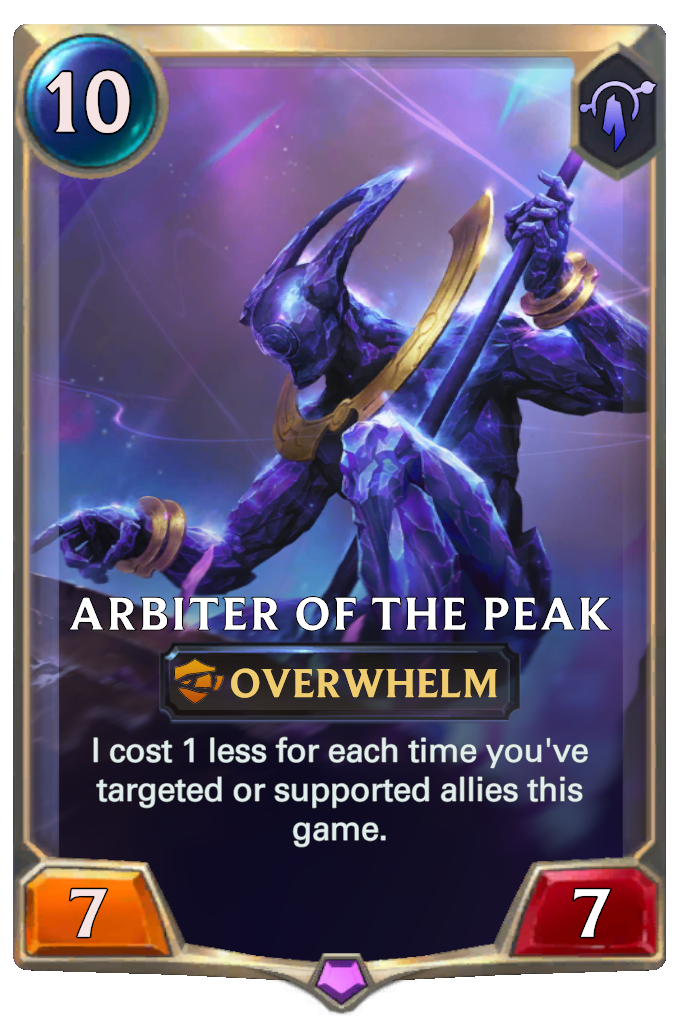 10
ARBITER OF THE PEAK
OVERWHELM
I cost 1 less for each time you've
targeted or supported allies this
game.
7 7